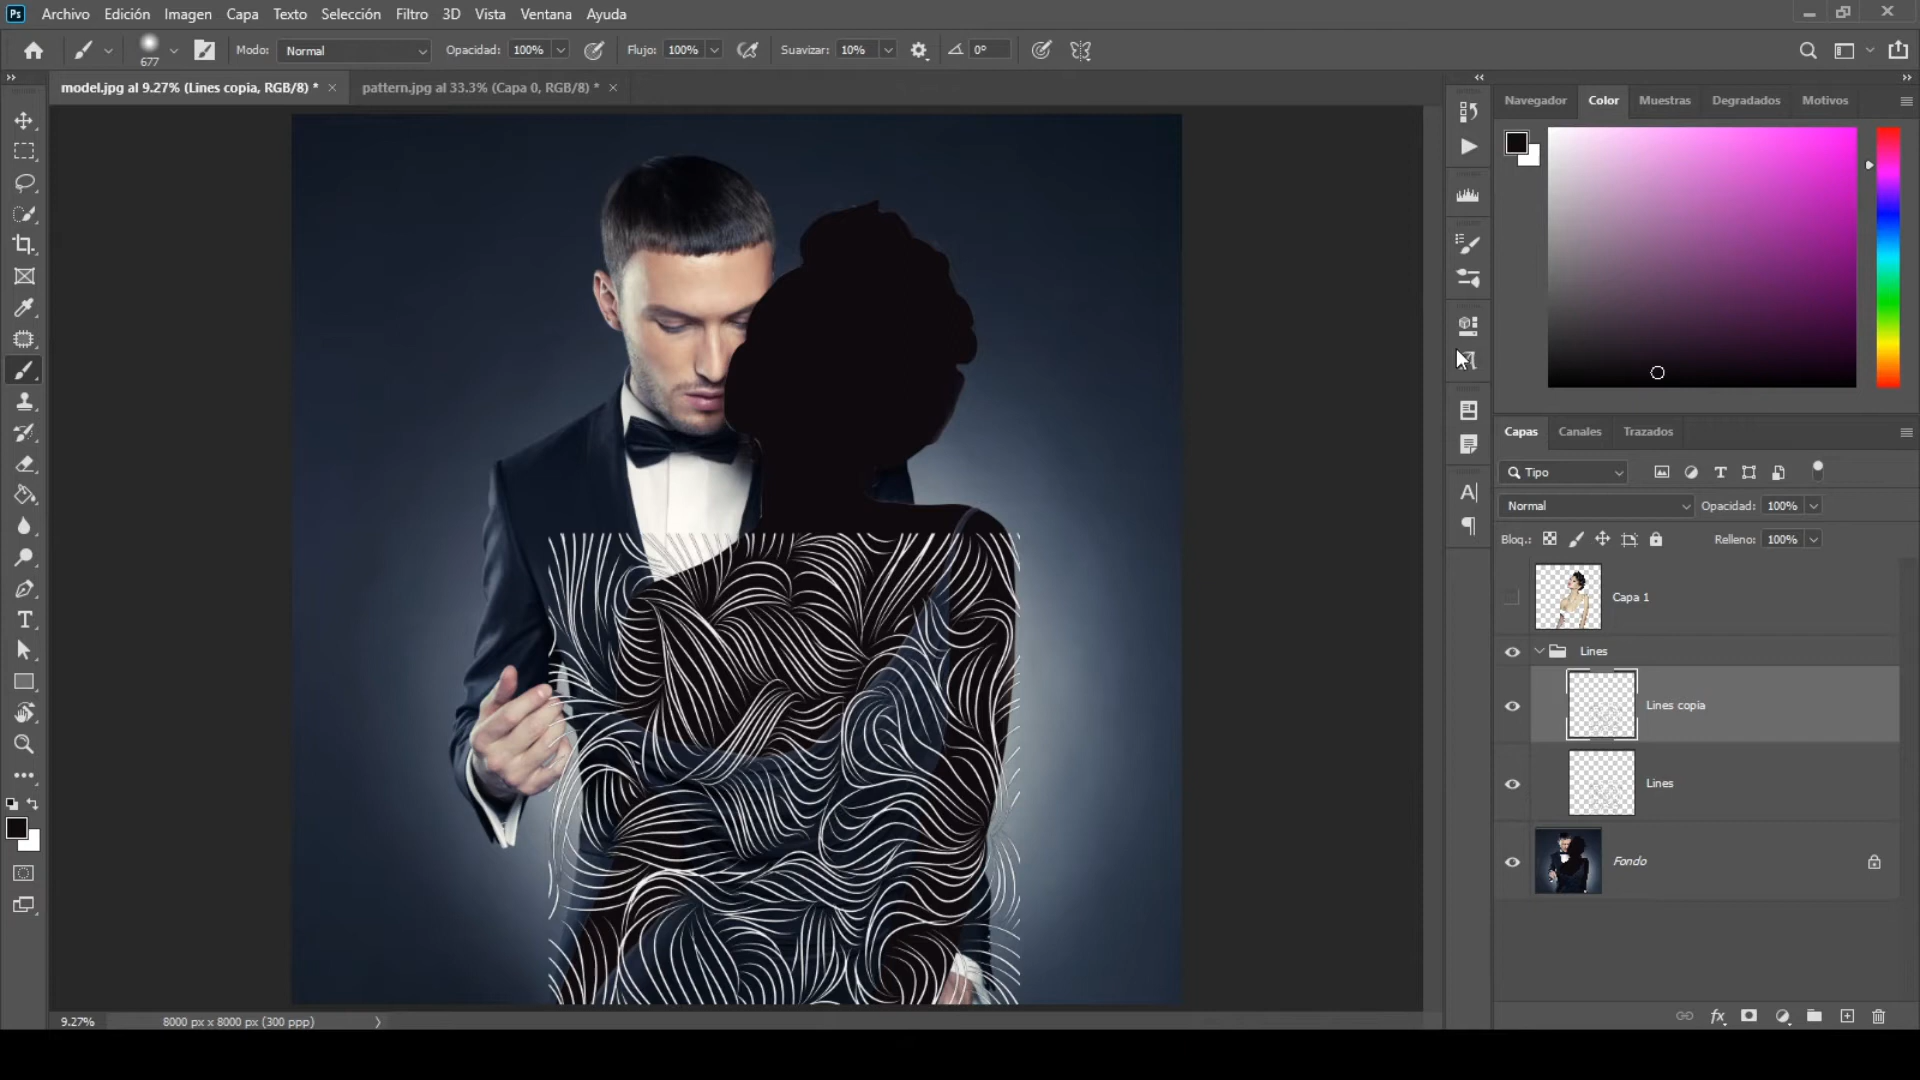 Ps Archivo Edición Imagen Capa Texto Selección Filtro 3D Vista Ventana Ayuda
677 Modo: Normal Opacidad: 100% Flujo: 100% Suavizar: 10% 0°
model.jpg al 9.27% (Lines copia, RGB/8) * pattern.jpg al 33.3% (Capa 0, RGB/8) *
Navegador Color Muestras Degradados Motivos
Capas Canales Trazados
Tipo
Normal Opacidad: 100%
Bloq.: Relleno: 100%
Capa 1
Lines
Lines copia
Lines
Fondo
9.27% 8000 px x 8000 px (300 ppp)